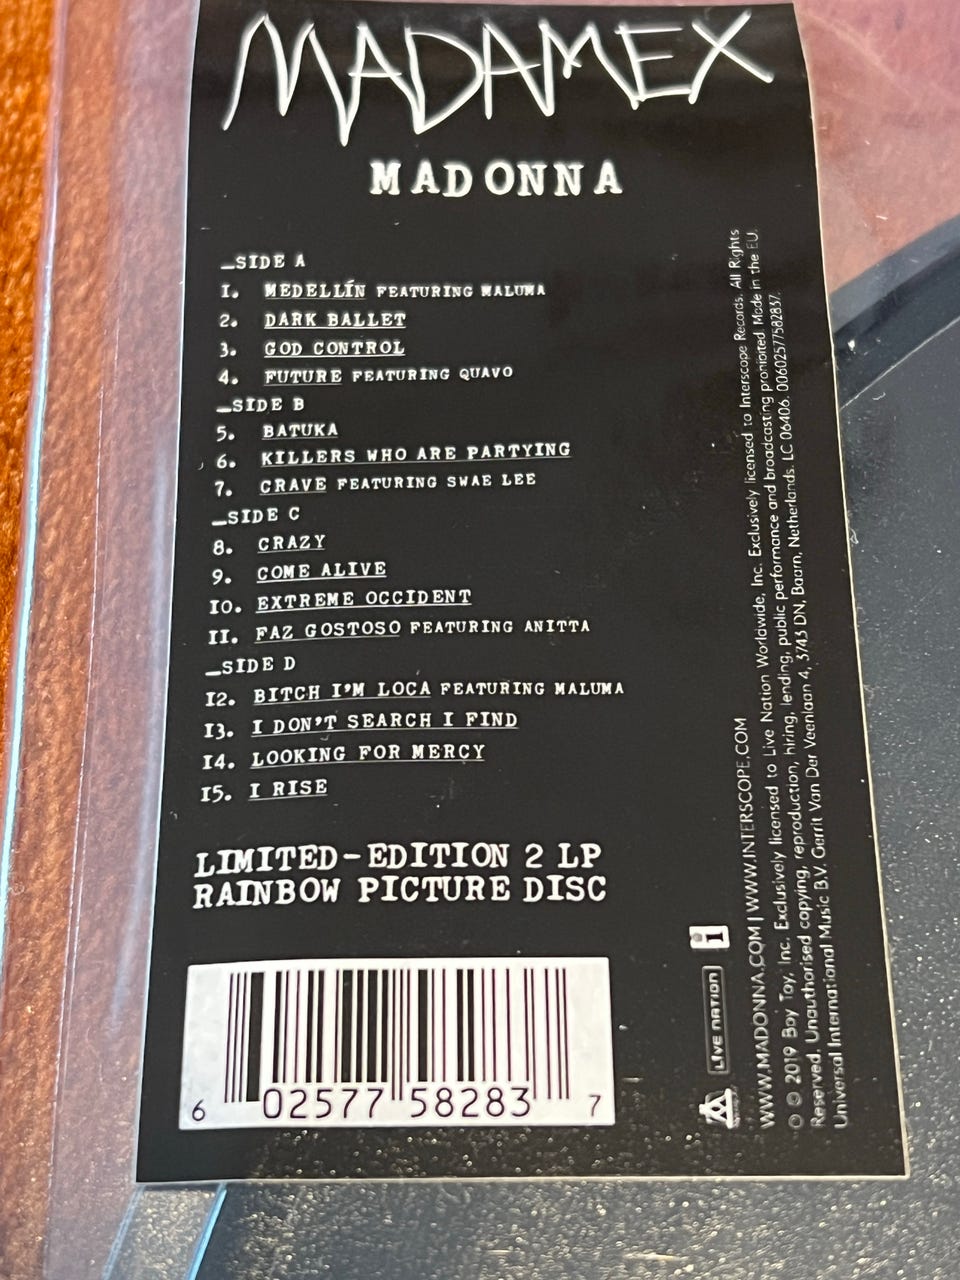 MADAMEX
MADONNA
_SIDE A
1. MEDELLÍN FEATURING MALUMA
2. DARK BALLET
3. GOD CONTROL
4. FUTURE FEATURING QUAVO
_SIDE B
5. BATUKA
6. KILLERS WHO ARE PARTYING
7. CRAVE FEATURING SWAE LEE
_SIDE C
8. CRAZY
9. COME ALIVE
10. EXTREME OCCIDENT
11. FAZ GOSTOSO FEATURING ANITTA
_SIDE D
12. BITCH I'M LOCA FEATURING MALUMA
13. I DON'T SEARCH I FIND
14. LOOKING FOR MERCY
15. I RISE
LIMITED-EDITION 2 LP
RAINBOW PICTURE DISC
6 02577 58283 7
i
LIVE NATION
WWW.MADONNA.COM | WWW.INTERSCOPE.COM
℗ © 2019 Boy Toy, Inc. Exclusively licensed to Live Nation Worldwide, Inc. Exclusively licensed to Interscope Records. All Rights
Reserved. Unauthorised copying, reproduction, hiring, lending, public performance and broadcasting prohibited. Made in the EU.
Universal International Music B.V. Gerrit Van Der Veenlaan 4, 3743 DN, Baarn, Netherlands. LC 06406. 00602577582837.